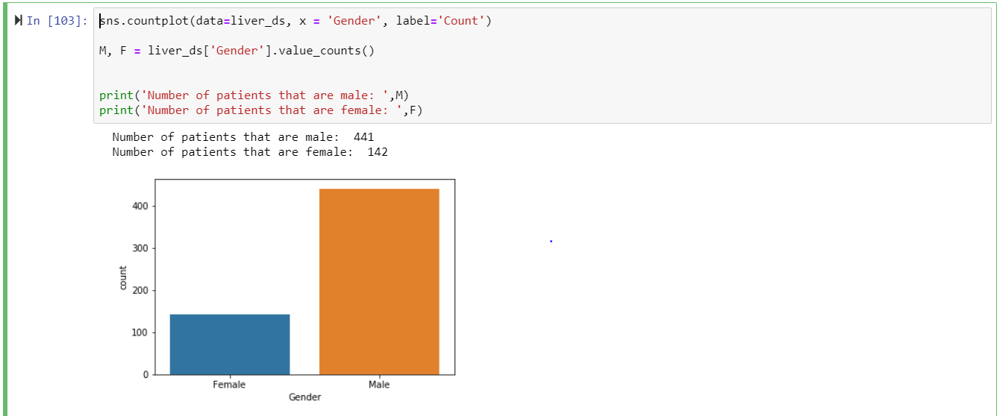 In [103]: sns.countplot(data=liver_ds, x = 'Gender', label='Count')
M, F = liver_ds['Gender'].value_counts()
print('Number of patients that are male: ',M)
print('Number of patients that are female: ',F)
Number of patients that are male:  441
Number of patients that are female:  142
400
300
200
100
0
count
Female Male
Gender